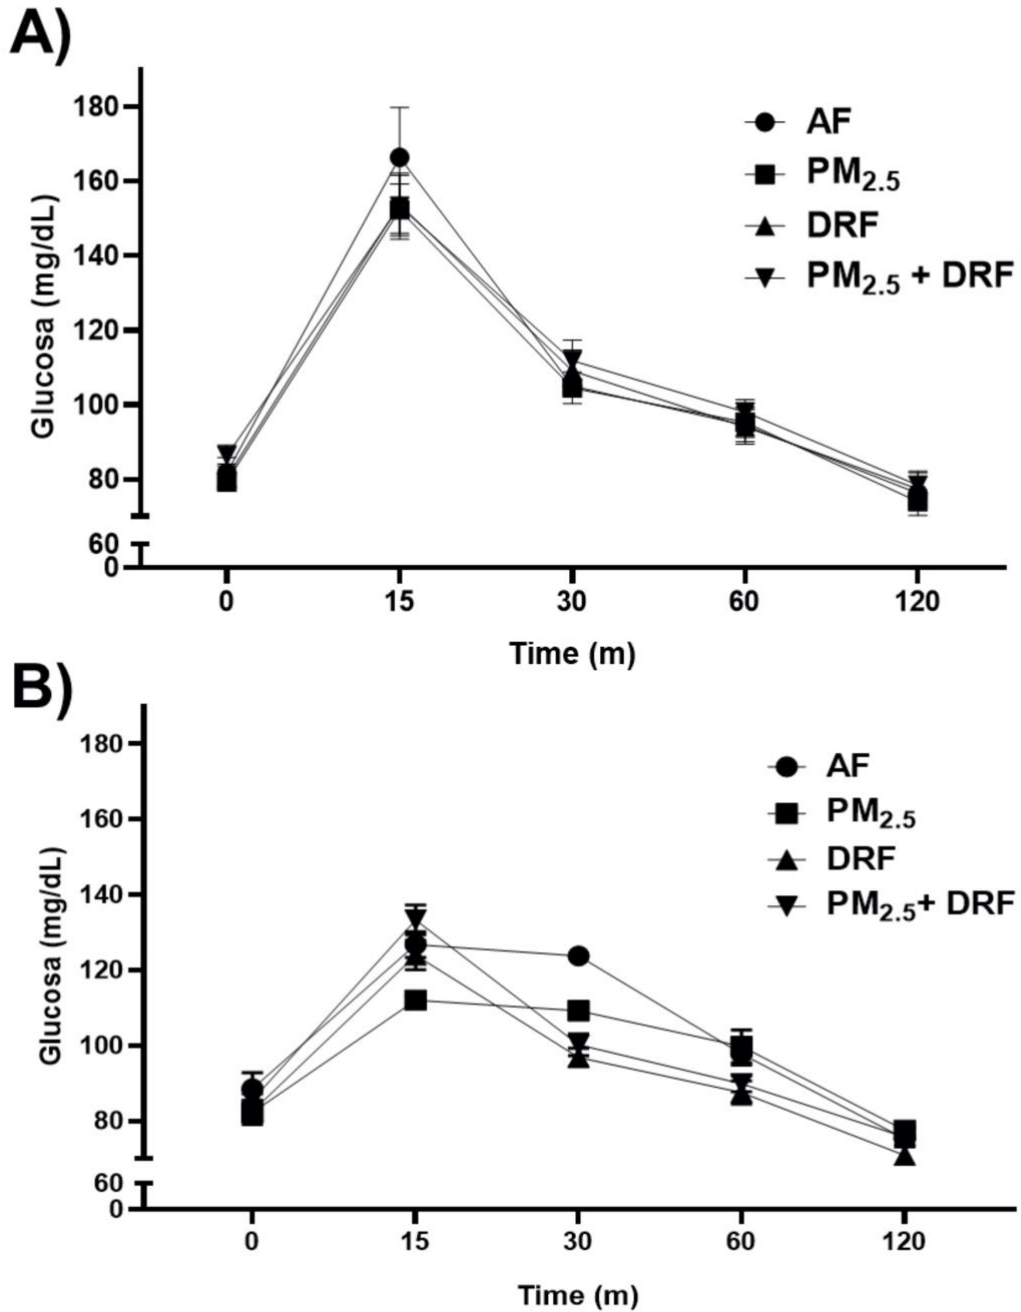 A)
180
160
140
120
100
80
60
0
Glucosa (mg/dL)
AF
PM2.5
DRF
PM2.5 + DRF
0 15 30 60 120
Time (m)
B)
180
160
140
120
100
80
60
0
Glucosa (mg/dL)
AF
PM2.5
DRF
PM2.5+ DRF
0 15 30 60 120
Time (m)